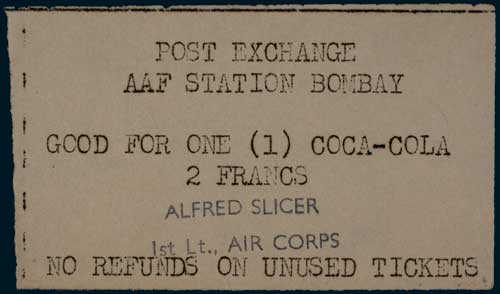 POST EXCHANGE
AAF STATION BOMBAY
GOOD FOR ONE (1) COCA-COLA
2 FRANCS
ALFRED SLICER
1st Lt., AIR CORPS
NO REFUNDS ON UNUSED TICKETS